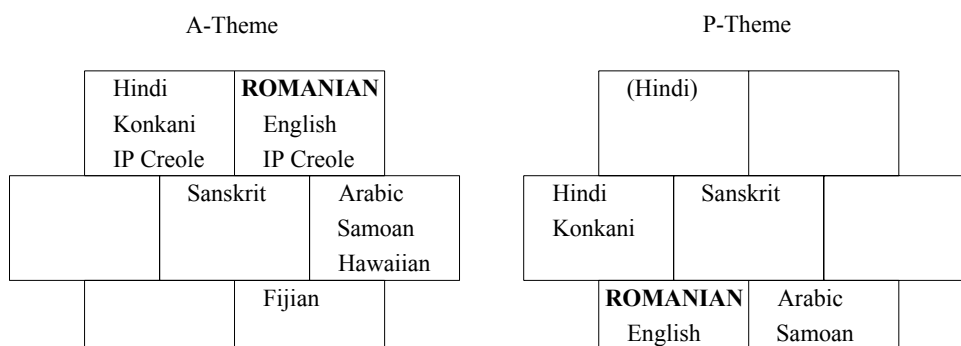 A-Theme P-Theme
Hindi ROMANIAN (Hindi)
Konkani English
IP Creole IP Creole
Sanskrit Arabic Hindi Sanskrit
Samoan Konkani
Hawaiian
Fijian ROMANIAN Arabic
English Samoan